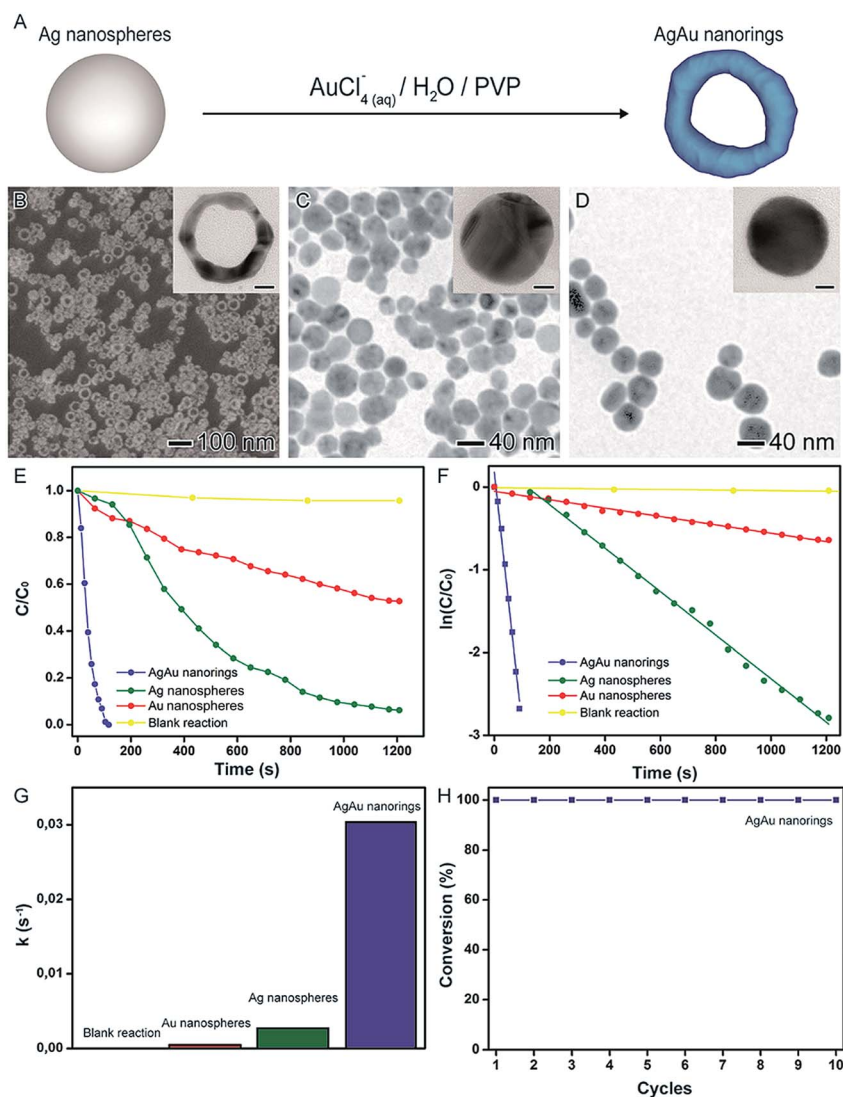 A
Ag nanospheres
AgAu nanorings
AuCl₄⁻ (aq) / H₂O / PVP
B
100 nm
C
40 nm
D
40 nm
E
1.0
0.8
0.6
0.4
0.2
0.0
C/C₀
AgAu nanorings
Ag nanospheres
Au nanospheres
Blank reaction
0 200 400 600 800 1000 1200
Time (s)
F
0
-1
-2
-3
ln(C/C₀)
AgAu nanorings
Ag nanospheres
Au nanospheres
Blank reaction
0 200 400 600 800 1000 1200
Time (s)
G
0,03
0,02
0,01
0,00
k (s⁻¹)
Blank reaction
Au nanospheres
Ag nanospheres
AgAu nanorings
H
100
80
60
40
20
0
Conversion (%)
AgAu nanorings
1 2 3 4 5 6 7 8 9 10
Cycles